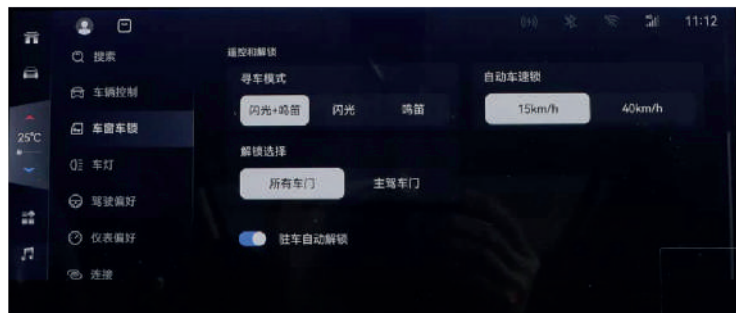 11:12
搜索
车辆控制
车窗车锁
车灯
驾驶偏好
仪表偏好
连接
25°C
遥控和解锁
寻车模式
闪光+鸣笛 闪光 鸣笛
自动车速锁
15km/h 40km/h
解锁选择
所有车门 主驾车门
驻车自动解锁